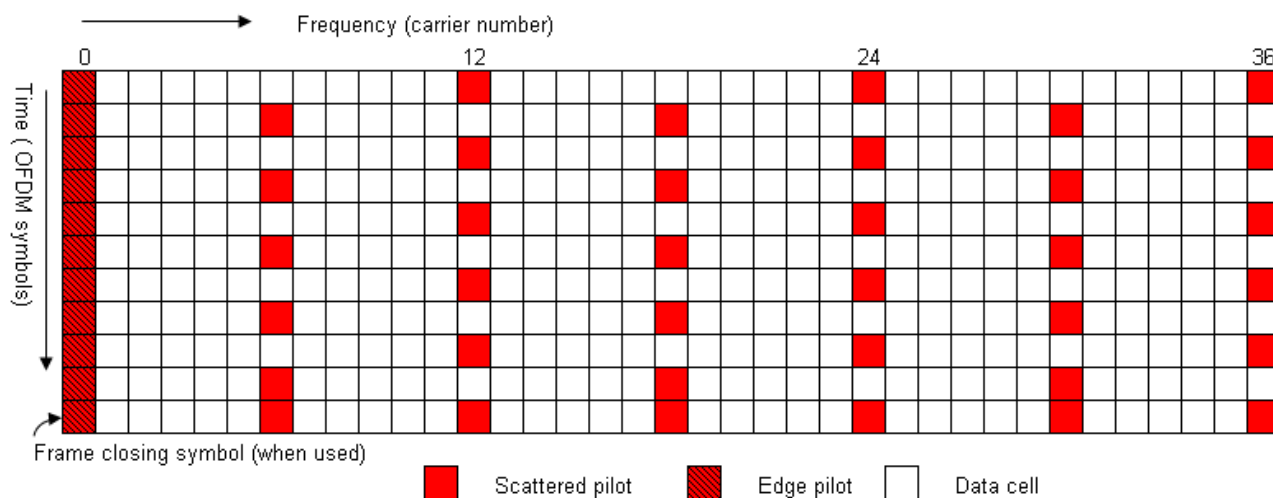 Frequency (carrier number)
0 12 24 36
Time ( OFDM symbols)
Frame closing symbol (when used)
Scattered pilot Edge pilot Data cell